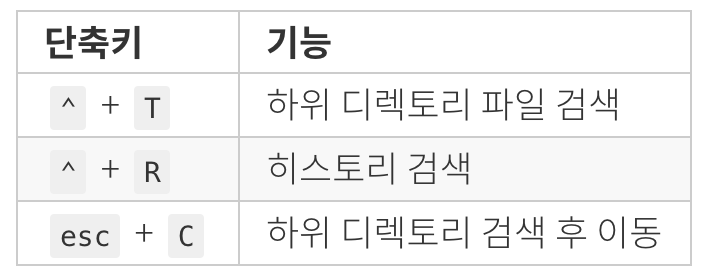 단축키 기능
^ + T 하위 디렉토리 파일 검색
^ + R 히스토리 검색
esc + C 하위 디렉토리 검색 후 이동